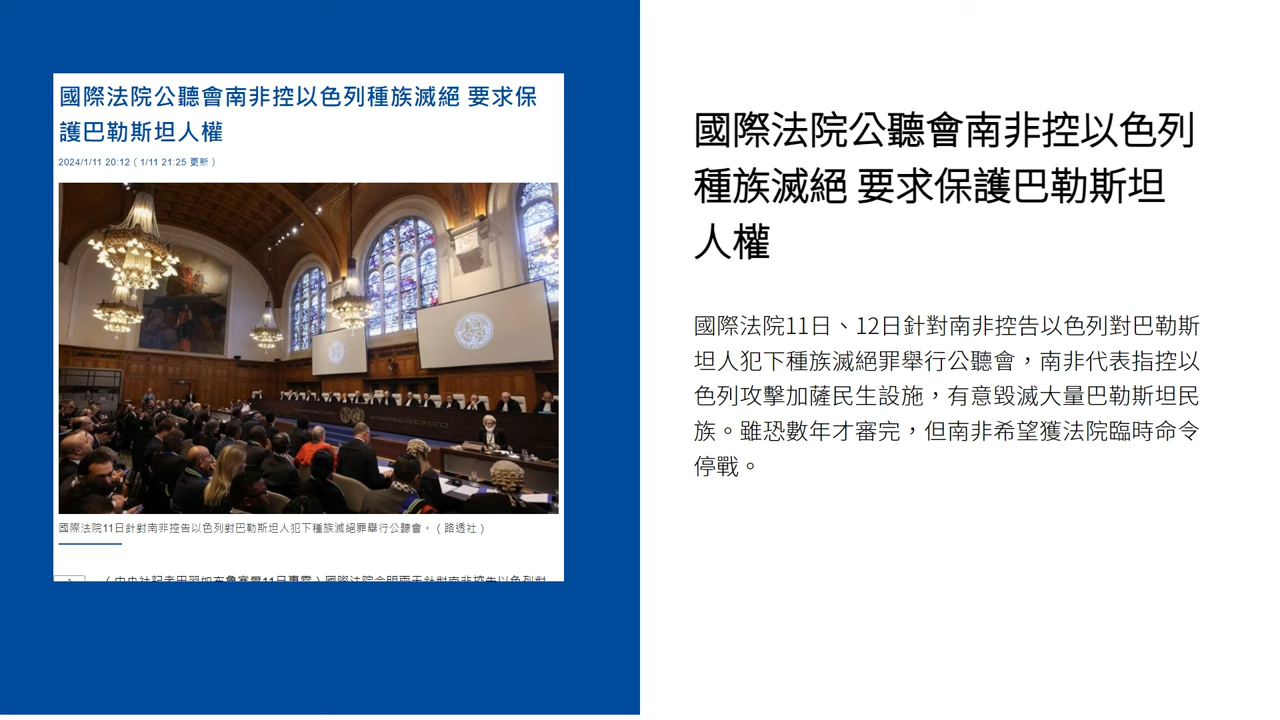 國際法院公聽會南非控以色列種族滅絕 要求保
護巴勒斯坦人權
2024/1/11 20:12（1/11 21:25 更新）
INTERNATIONAL COURT OF JUSTICE
國際法院11日針對南非控告以色列對巴勒斯坦人犯下種族滅絕罪舉行公聽會。（路透社）
國際法院公聽會南非控以色列
種族滅絕 要求保護巴勒斯坦
人權
國際法院11日、12日針對南非控告以色列對巴勒斯
坦人犯下種族滅絕罪舉行公聽會，南非代表指控以
色列攻擊加薩民生設施，有意毀滅大量巴勒斯坦民
族。雖恐數年才審完，但南非希望獲法院臨時命令
停戰。